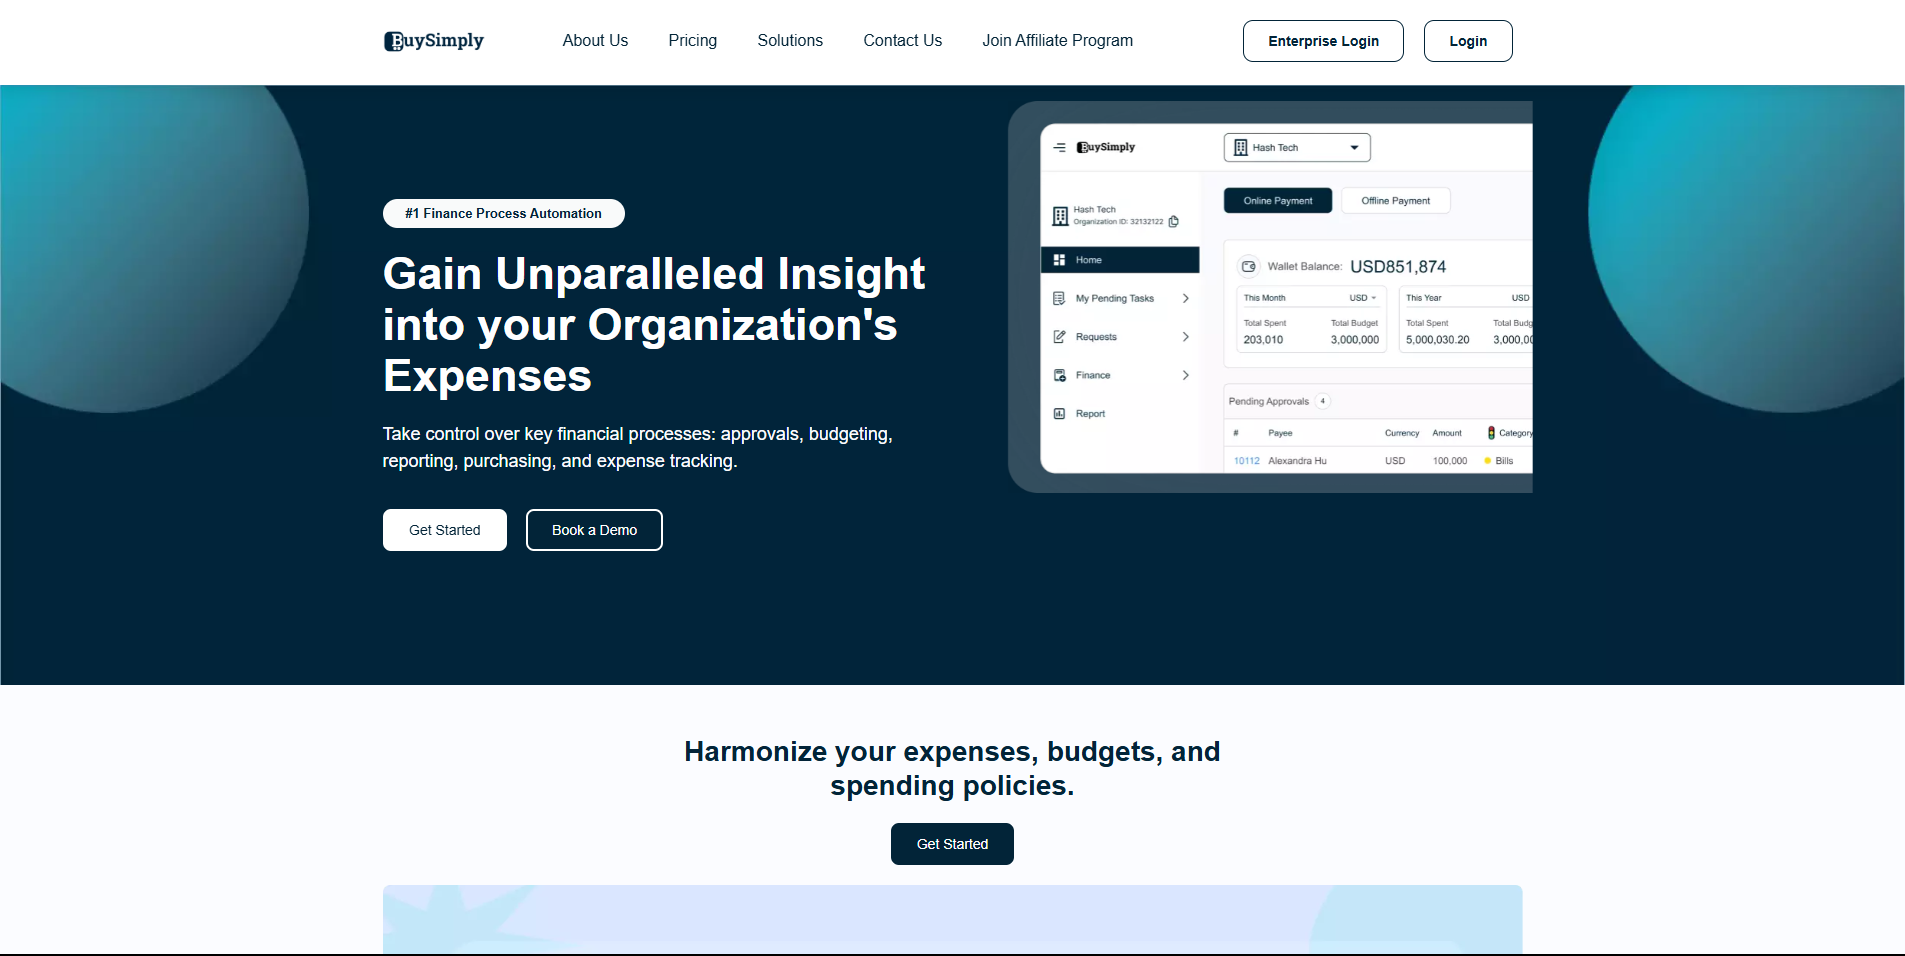 BuySimply
About Us
Pricing
Solutions
Contact Us
Join Affiliate Program
Enterprise Login
Login
#1 Finance Process Automation
Gain Unparalleled Insight
into your Organization's
Expenses
Take control over key financial processes: approvals, budgeting,
reporting, purchasing, and expense tracking.
Get Started
Book a Demo
BuySimply
Hash Tech
Hash Tech
Organization ID: 32132122
Home
My Pending Tasks
Requests
Finance
Report
Online Payment
Offline Payment
Wallet Balance: USD851,874
This Month USD
Total Spent Total Budget
203,010 3,000,000
This Year USD
Total Spent Total Budg
5,000,030.20 3,000,00
Pending Approvals 4
# Payee Currency Amount Category
10112 Alexandra Hu USD 100,000 Bills
Harmonize your expenses, budgets, and
spending policies.
Get Started